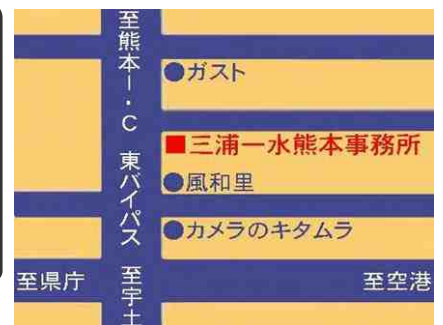 至熊本I・C
ガスト
三浦一水熊本事務所
東バイパス
風和里
カメラのキタムラ
至県庁
至宇土
至空港